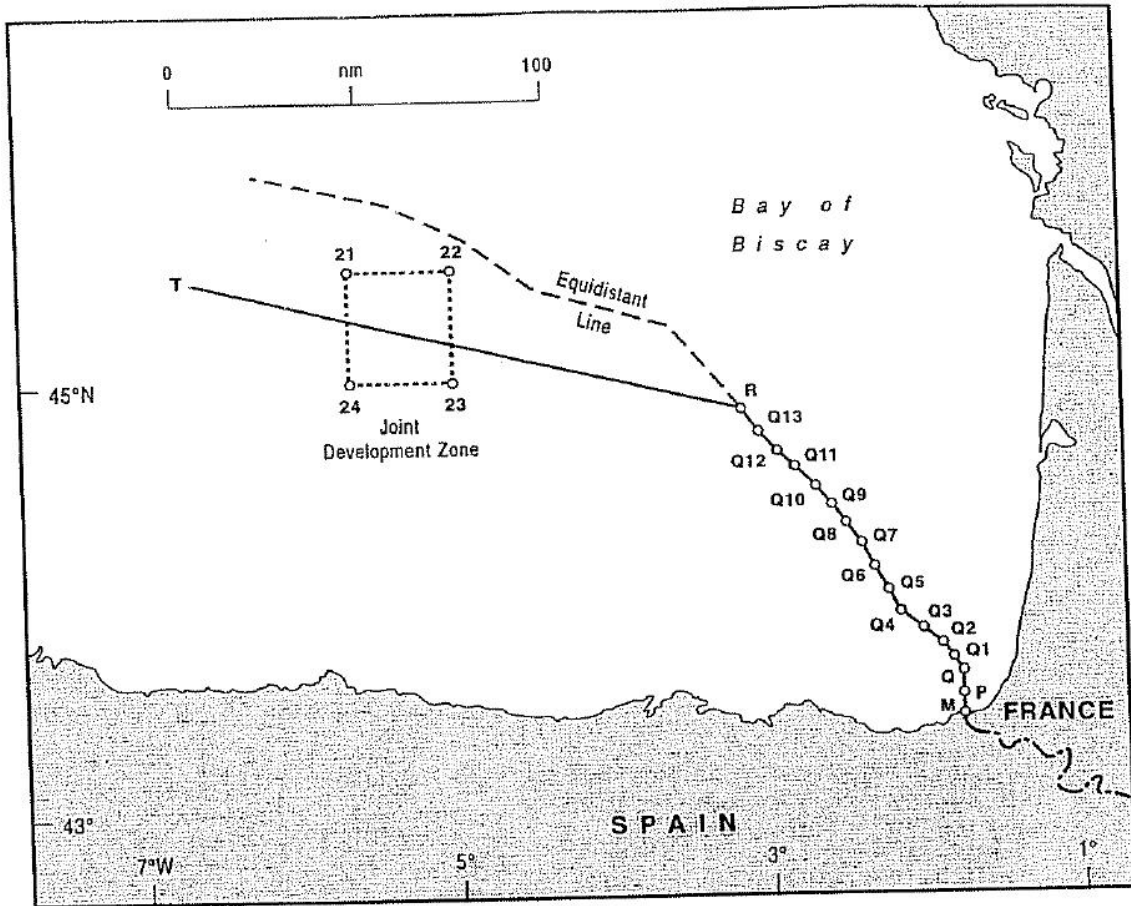 0 nm 100
Bay of
Biscay
21 22
T
Equidistant
Line
45°N
24 23
Joint
Development Zone
R
Q13
Q12 Q11
Q10 Q9
Q8 Q7
Q6 Q5
Q4 Q3
Q2
Q1
Q P
M FRANCE
SPAIN
43°
7°W 5° 3° 1°